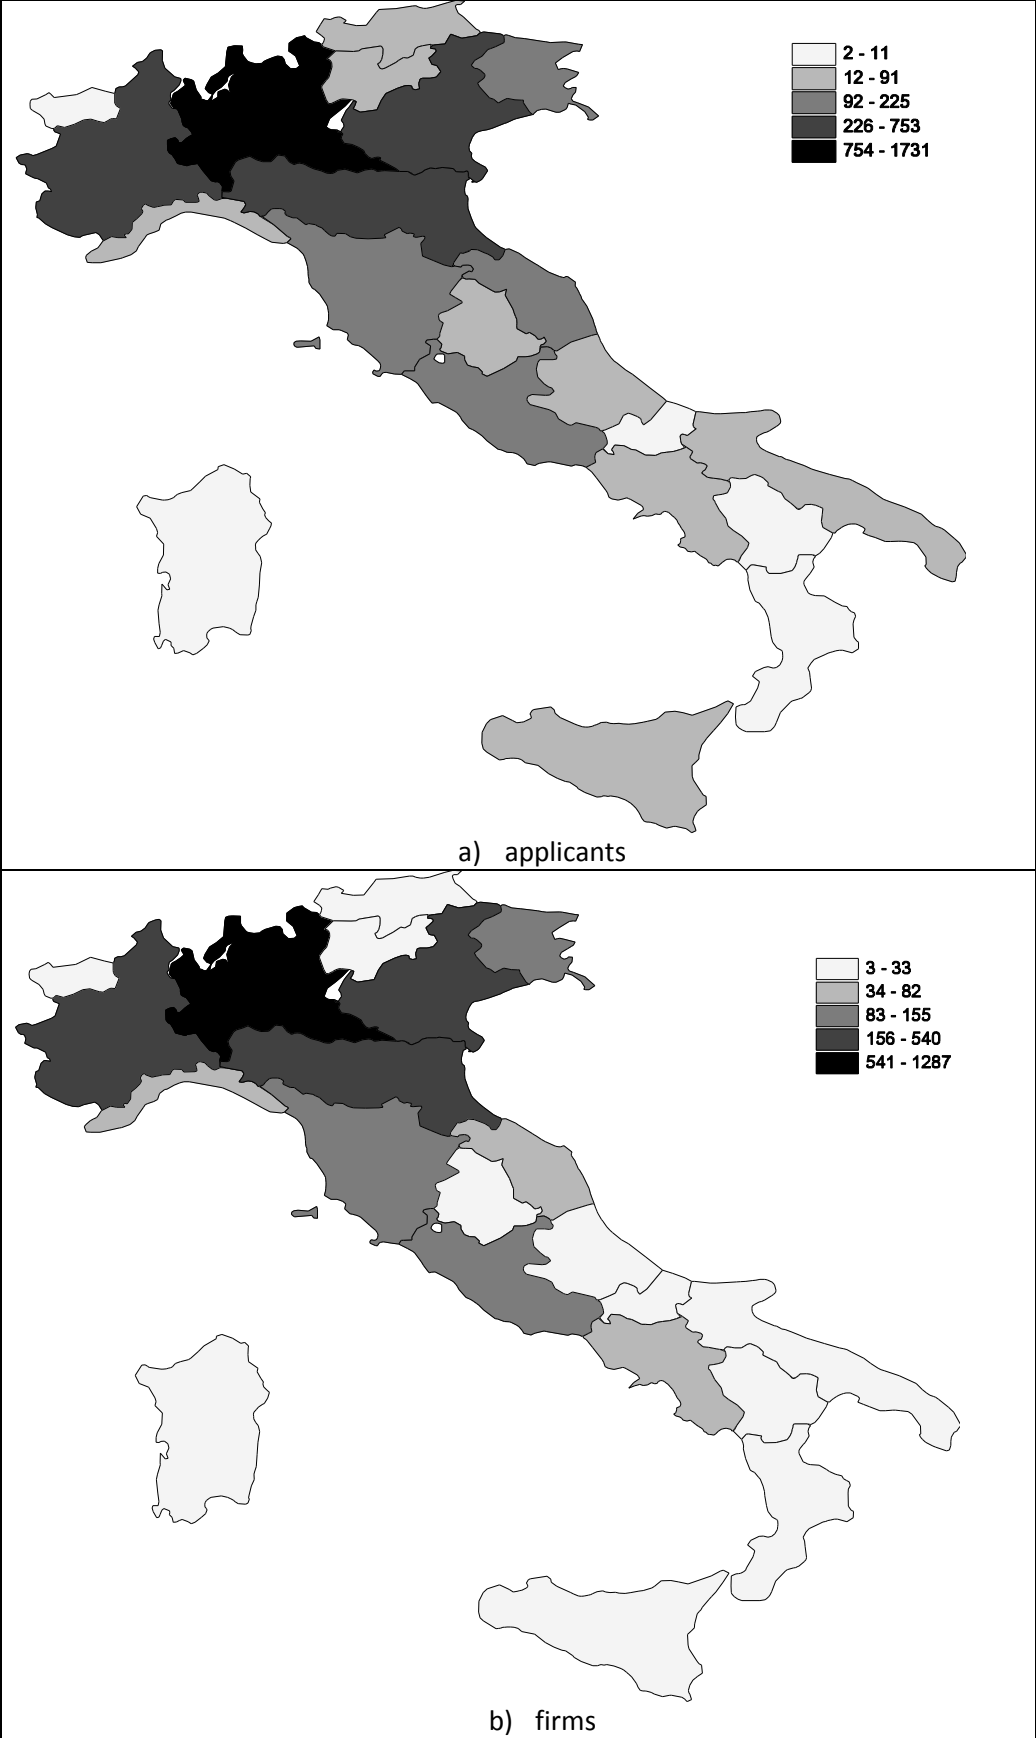 2 - 11
12 - 91
92 - 225
226 - 753
754 - 1731
a) applicants
3 - 33
34 - 82
83 - 155
156 - 540
541 - 1287
b) firms